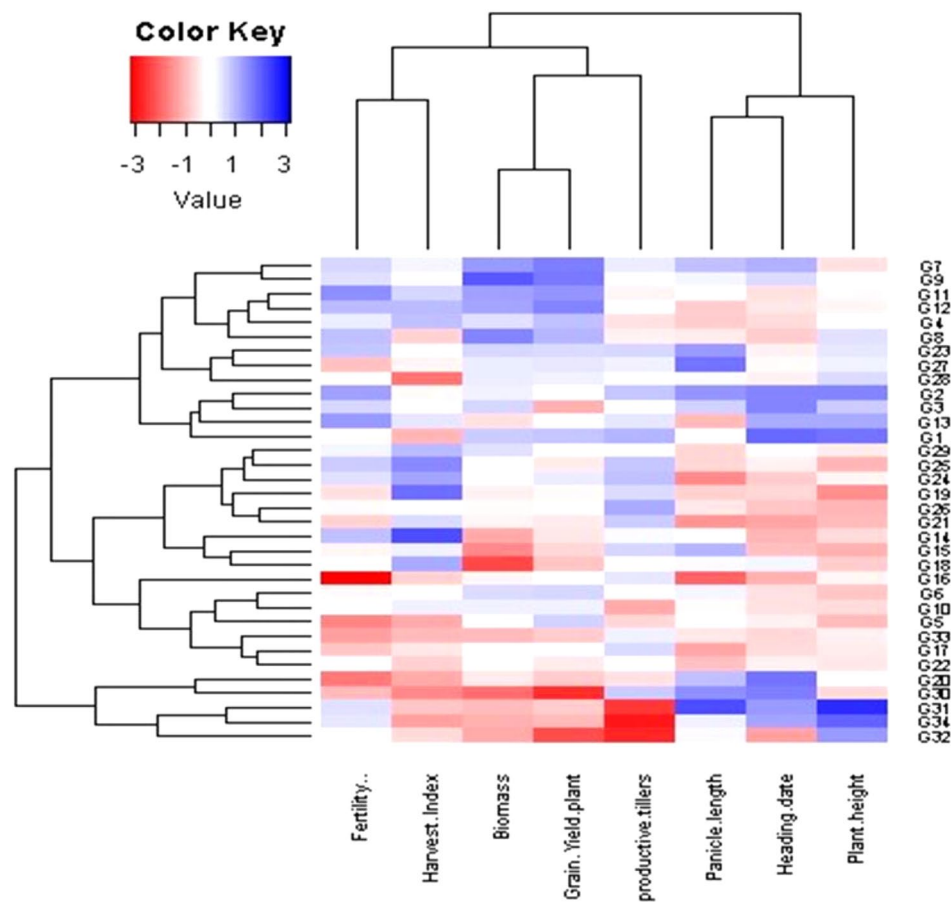 Color Key
-3 -1 1 3
Value
G7
G9
G11
G12
G4
G8
G23
G27
G28
G2
G3
G13
G1
G29
G25
G24
G19
G26
G21
G14
G15
G18
G16
G6
G10
G5
G33
G17
G22
G20
G30
G31
G34
G32
Fertility..
Harvest.Index
Biomass
Grain.Yield.plant
productive.tillers
Panicle.length
Heading.date
Plant.height